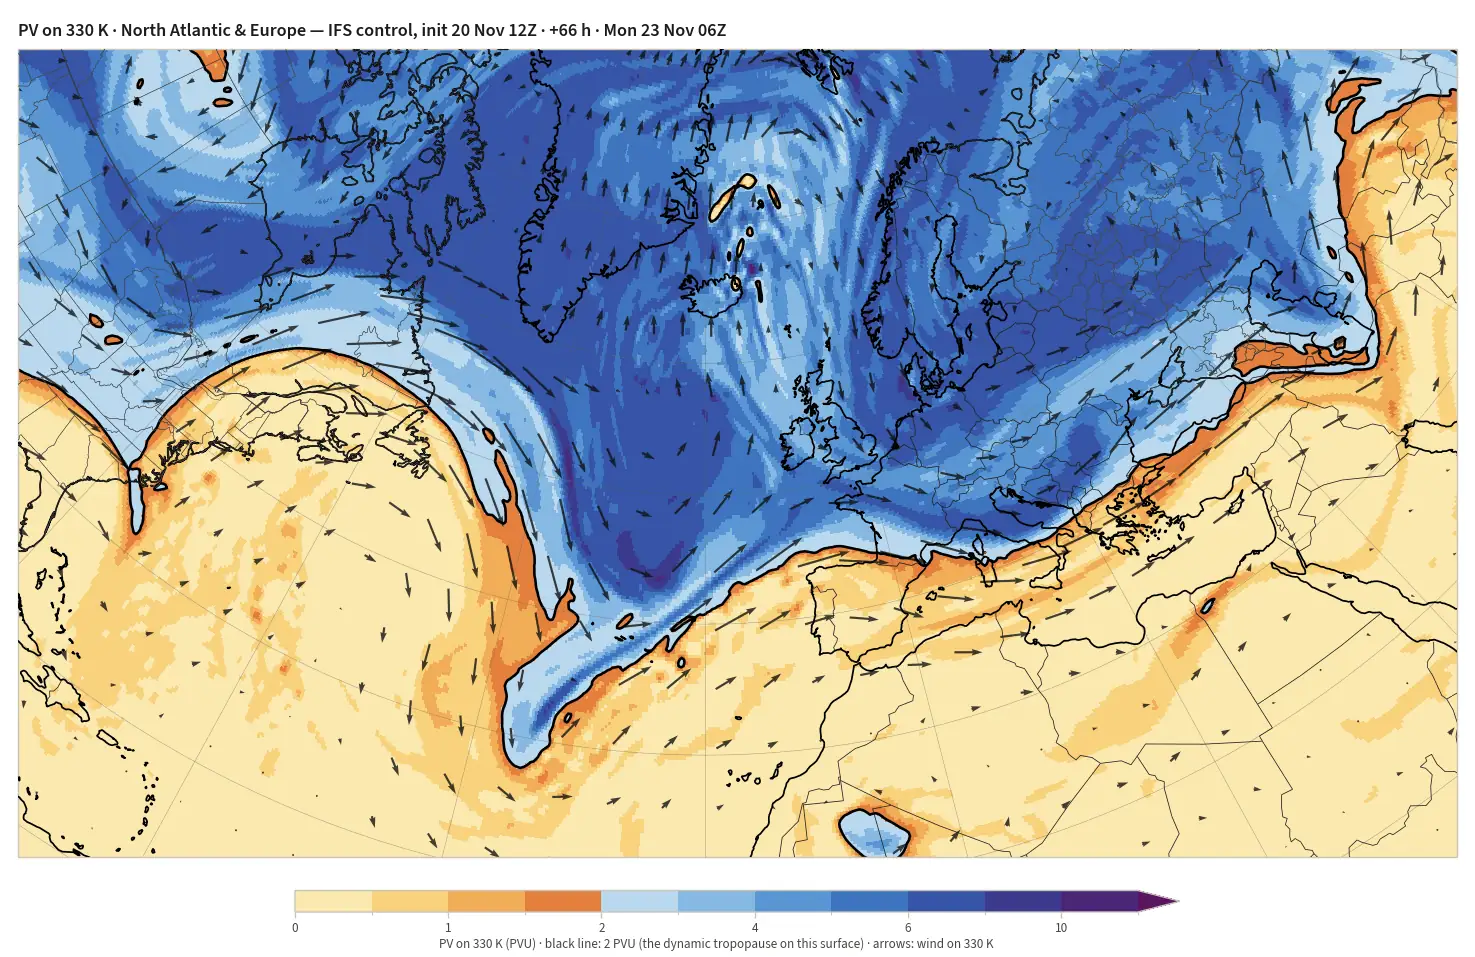 PV on 330 K · North Atlantic & Europe — IFS control, init 20 Nov 12Z · +66 h · Mon 23 Nov 06Z
0 1 2 4 6 10
PV on 330 K (PVU) · black line: 2 PVU (the dynamic tropopause on this surface) · arrows: wind on 330 K